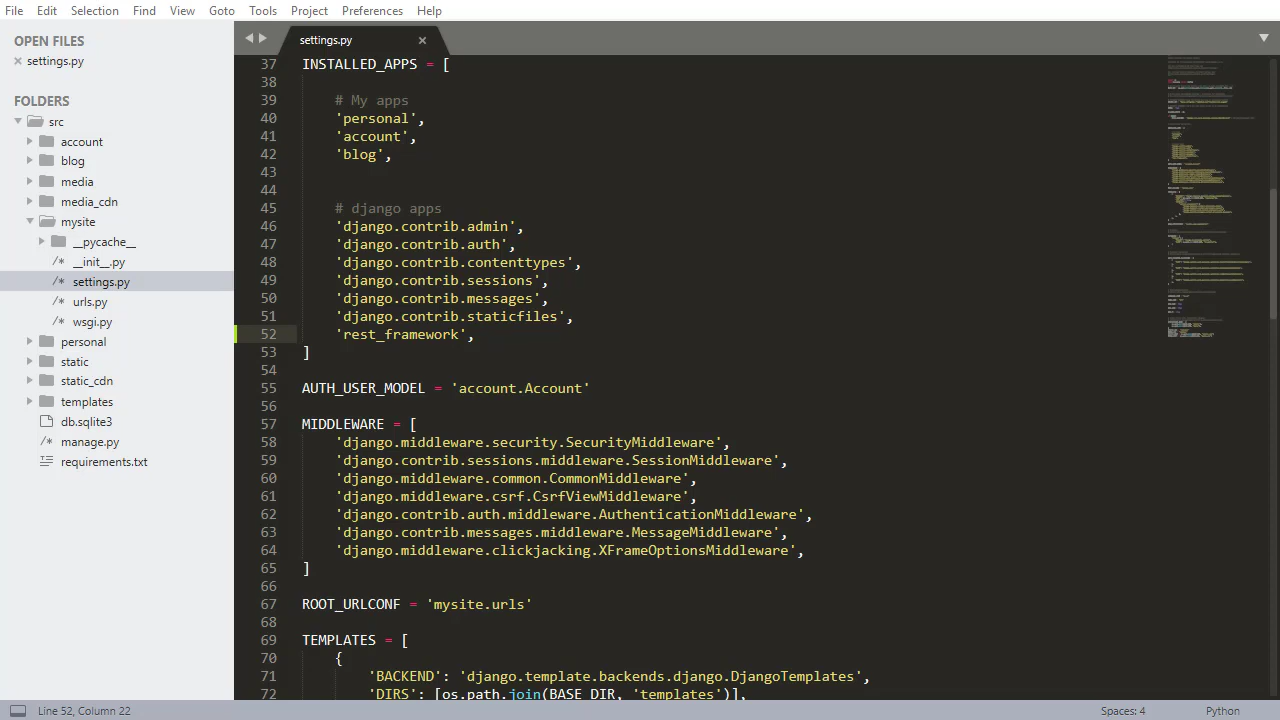 File Edit Selection Find View Goto Tools Project Preferences Help
OPEN FILES
settings.py
FOLDERS
src
account
blog
media
media_cdn
mysite
__pycache__
/* __init__.py
/* settings.py
/* urls.py
/* wsgi.py
personal
static
static_cdn
templates
db.sqlite3
/* manage.py
requirements.txt
settings.py ×
37 INSTALLED_APPS = [
38
39 # My apps
40 'personal',
41 'account',
42 'blog',
43
44
45 # django apps
46 'django.contrib.admin',
47 'django.contrib.auth',
48 'django.contrib.contenttypes',
49 'django.contrib.sessions',
50 'django.contrib.messages',
51 'django.contrib.staticfiles',
52 'rest_framework',
53 ]
54
55 AUTH_USER_MODEL = 'account.Account'
56
57 MIDDLEWARE = [
58 'django.middleware.security.SecurityMiddleware',
59 'django.contrib.sessions.middleware.SessionMiddleware',
60 'django.middleware.common.CommonMiddleware',
61 'django.middleware.csrf.CsrfViewMiddleware',
62 'django.contrib.auth.middleware.AuthenticationMiddleware',
63 'django.contrib.messages.middleware.MessageMiddleware',
64 'django.middleware.clickjacking.XFrameOptionsMiddleware',
65 ]
66
67 ROOT_URLCONF = 'mysite.urls'
68
69 TEMPLATES = [
70 {
71 'BACKEND': 'django.template.backends.django.DjangoTemplates',
72 'DIRS': [os.path.join(BASE_DIR, 'templates')],
Line 52, Column 22
Spaces: 4
Python